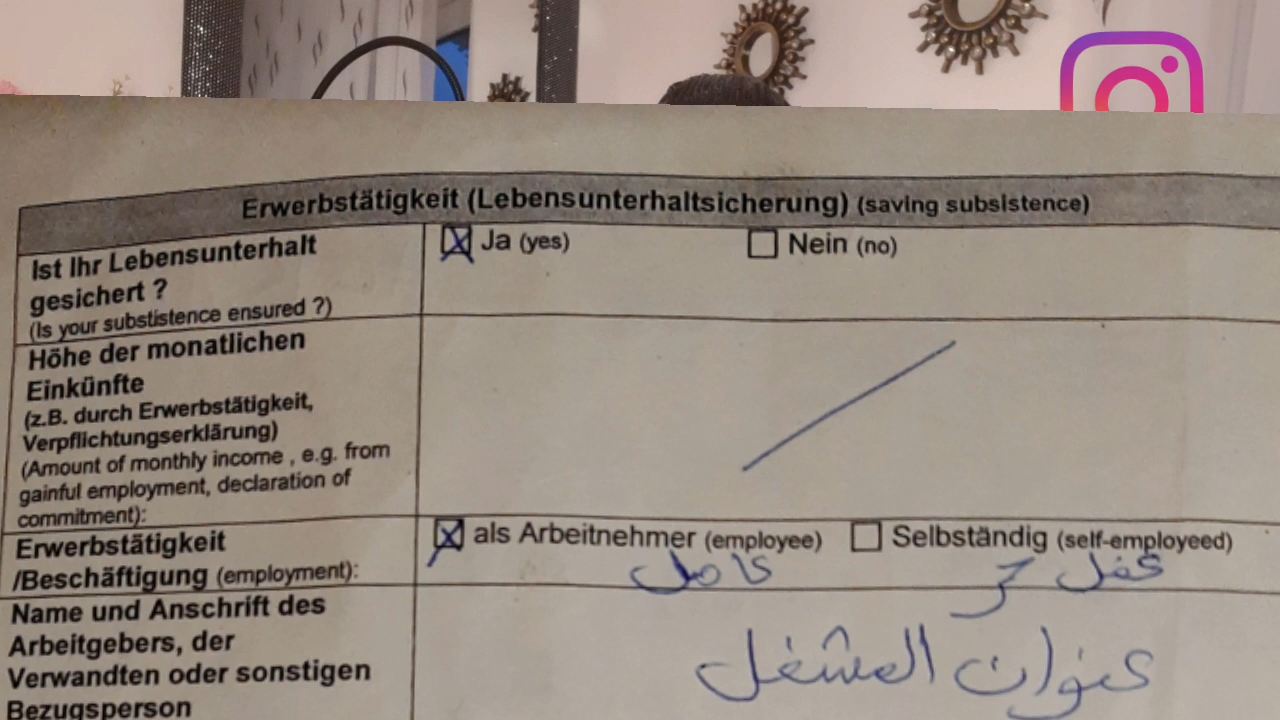 Erwerbstätigkeit (Lebensunterhaltsicherung) (saving subsistence)
Ist Ihr Lebensunterhalt
gesichert ?
(Is your substistence ensured ?)
Ja (yes) Nein (no)
Höhe der monatlichen
Einkünfte
(z.B. durch Erwerbstätigkeit,
Verpflichtungserklärung)
(Amount of monthly income , e.g. from
gainful employment, declaration of
commitment):
Erwerbstätigkeit
/Beschäftigung (employment):
als Arbeitnehmer (employee) Selbständig (self-employeed)
عامل عمل حر
Name und Anschrift des
Arbeitgebers, der
Verwandten oder sonstigen
Bezugsperson
عنوان المشغل